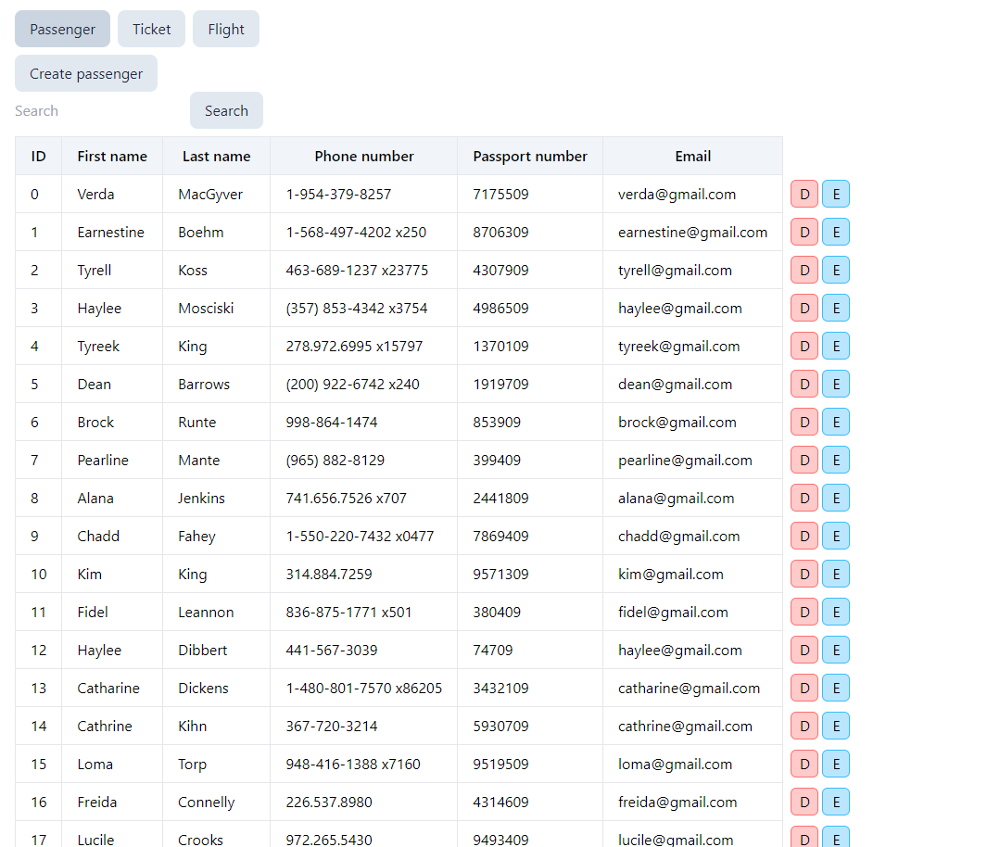 Passenger Ticket Flight
Create passenger
Search Search
ID First name Last name Phone number Passport number Email
0 Verda MacGyver 1-954-379-8257 7175509 verda@gmail.com D E
1 Earnestine Boehm 1-568-497-4202 x250 8706309 earnestine@gmail.com D E
2 Tyrell Koss 463-689-1237 x23775 4307909 tyrell@gmail.com D E
3 Haylee Mosciski (357) 853-4342 x3754 4986509 haylee@gmail.com D E
4 Tyreek King 278.972.6995 x15797 1370109 tyreek@gmail.com D E
5 Dean Barrows (200) 922-6742 x240 1919709 dean@gmail.com D E
6 Brock Runte 998-864-1474 853909 brock@gmail.com D E
7 Pearline Mante (965) 882-8129 399409 pearline@gmail.com D E
8 Alana Jenkins 741.656.7526 x707 2441809 alana@gmail.com D E
9 Chadd Fahey 1-550-220-7432 x0477 7869409 chadd@gmail.com D E
10 Kim King 314.884.7259 9571309 kim@gmail.com D E
11 Fidel Leannon 836-875-1771 x501 380409 fidel@gmail.com D E
12 Haylee Dibbert 441-567-3039 74709 haylee@gmail.com D E
13 Catharine Dickens 1-480-801-7570 x86205 3432109 catharine@gmail.com D E
14 Cathrine Kihn 367-720-3214 5930709 cathrine@gmail.com D E
15 Loma Torp 948-416-1388 x7160 9519509 loma@gmail.com D E
16 Freida Connelly 226.537.8980 4314609 freida@gmail.com D E
17 Lucile Crooks 972.265.5430 9493409 lucile@gmail.com D E